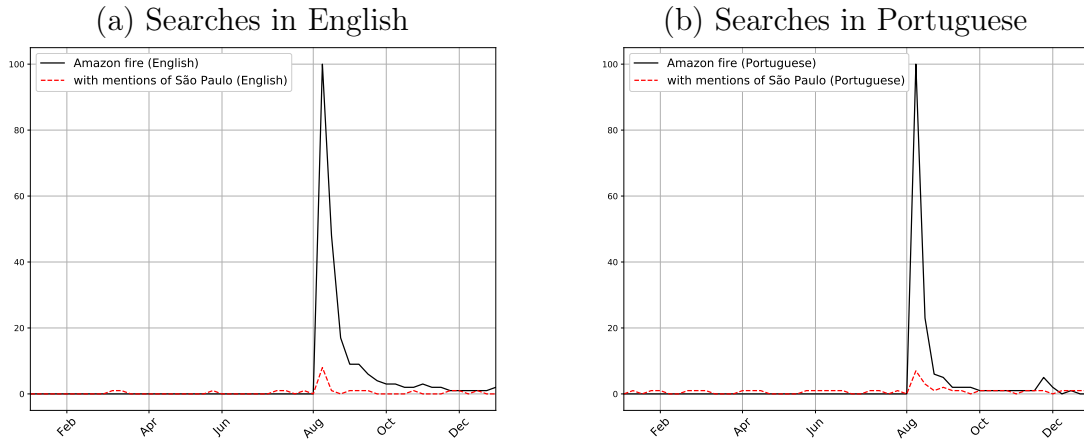 (a) Searches in English
Amazon fire (English)
with mentions of São Paulo (English)
100
80
60
40
20
0
Feb
Apr
Jun
Aug
Oct
Dec
(b) Searches in Portuguese
Amazon fire (Portuguese)
with mentions of São Paulo (Portuguese)
100
80
60
40
20
0
Feb
Apr
Jun
Aug
Oct
Dec